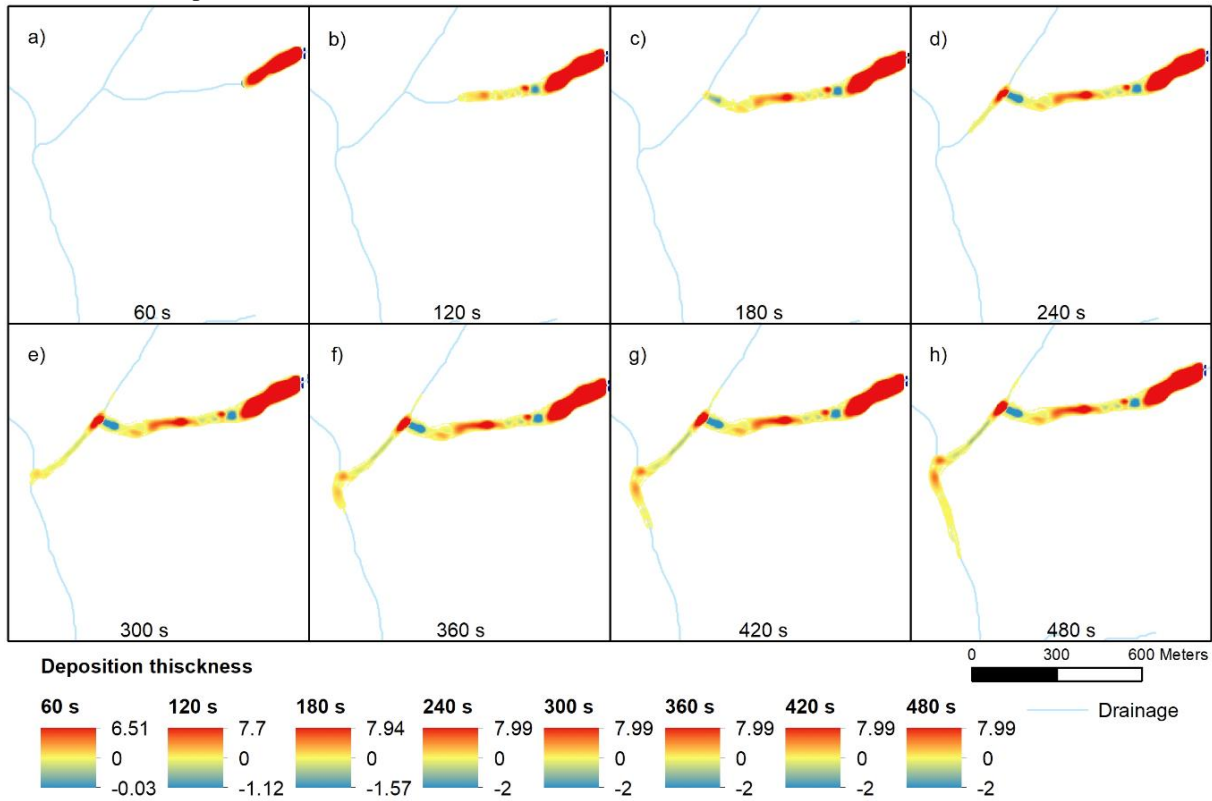 a)
b)
c)
d)
60 s
120 s
180 s
240 s
e)
f)
g)
h)
300 s
360 s
420 s
480 s
Deposition thisckness
0 300 600 Meters
60 s 120 s 180 s 240 s 300 s 360 s 420 s 480 s
6.51 7.7 7.94 7.99 7.99 7.99 7.99 7.99
Drainage
0 0 0 0 0 0 0 0
-0.03 -1.12 -1.57 -2 -2 -2 -2 -2